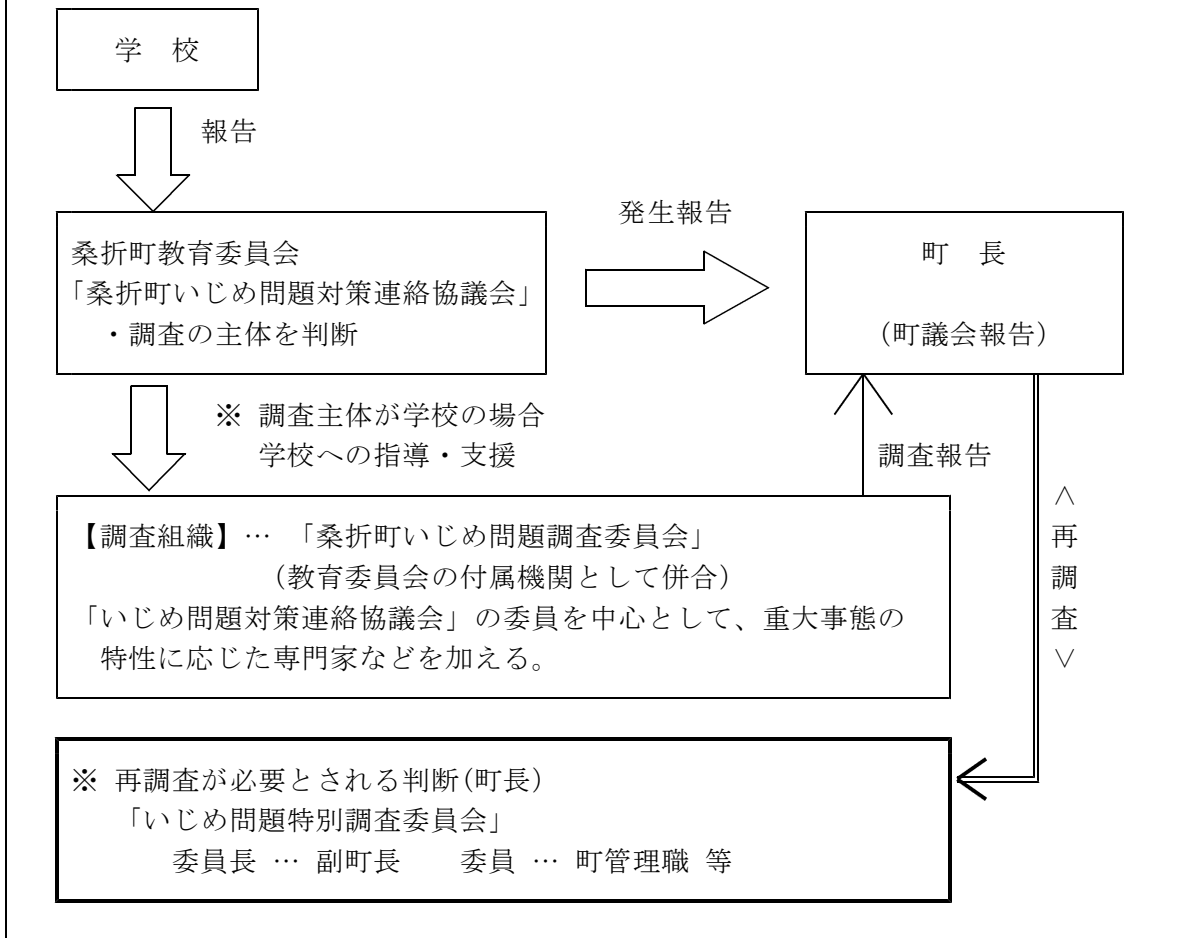 学　校
報告
発生報告
桑折町教育委員会
「桑折町いじめ問題対策連絡協議会」
・調査の主体を判断
町　長
(町議会報告)
※ 調査主体が学校の場合
学校への指導・支援
調査報告
【調査組織】… 「桑折町いじめ問題調査委員会」
(教育委員会の付属機関として併合)
「いじめ問題対策連絡協議会」の委員を中心として、重大事態の
特性に応じた専門家などを加える。
＜再調査＞
※ 再調査が必要とされる判断(町長)
「いじめ問題特別調査委員会」
委員長 … 副町長　　委員 … 町管理職 等